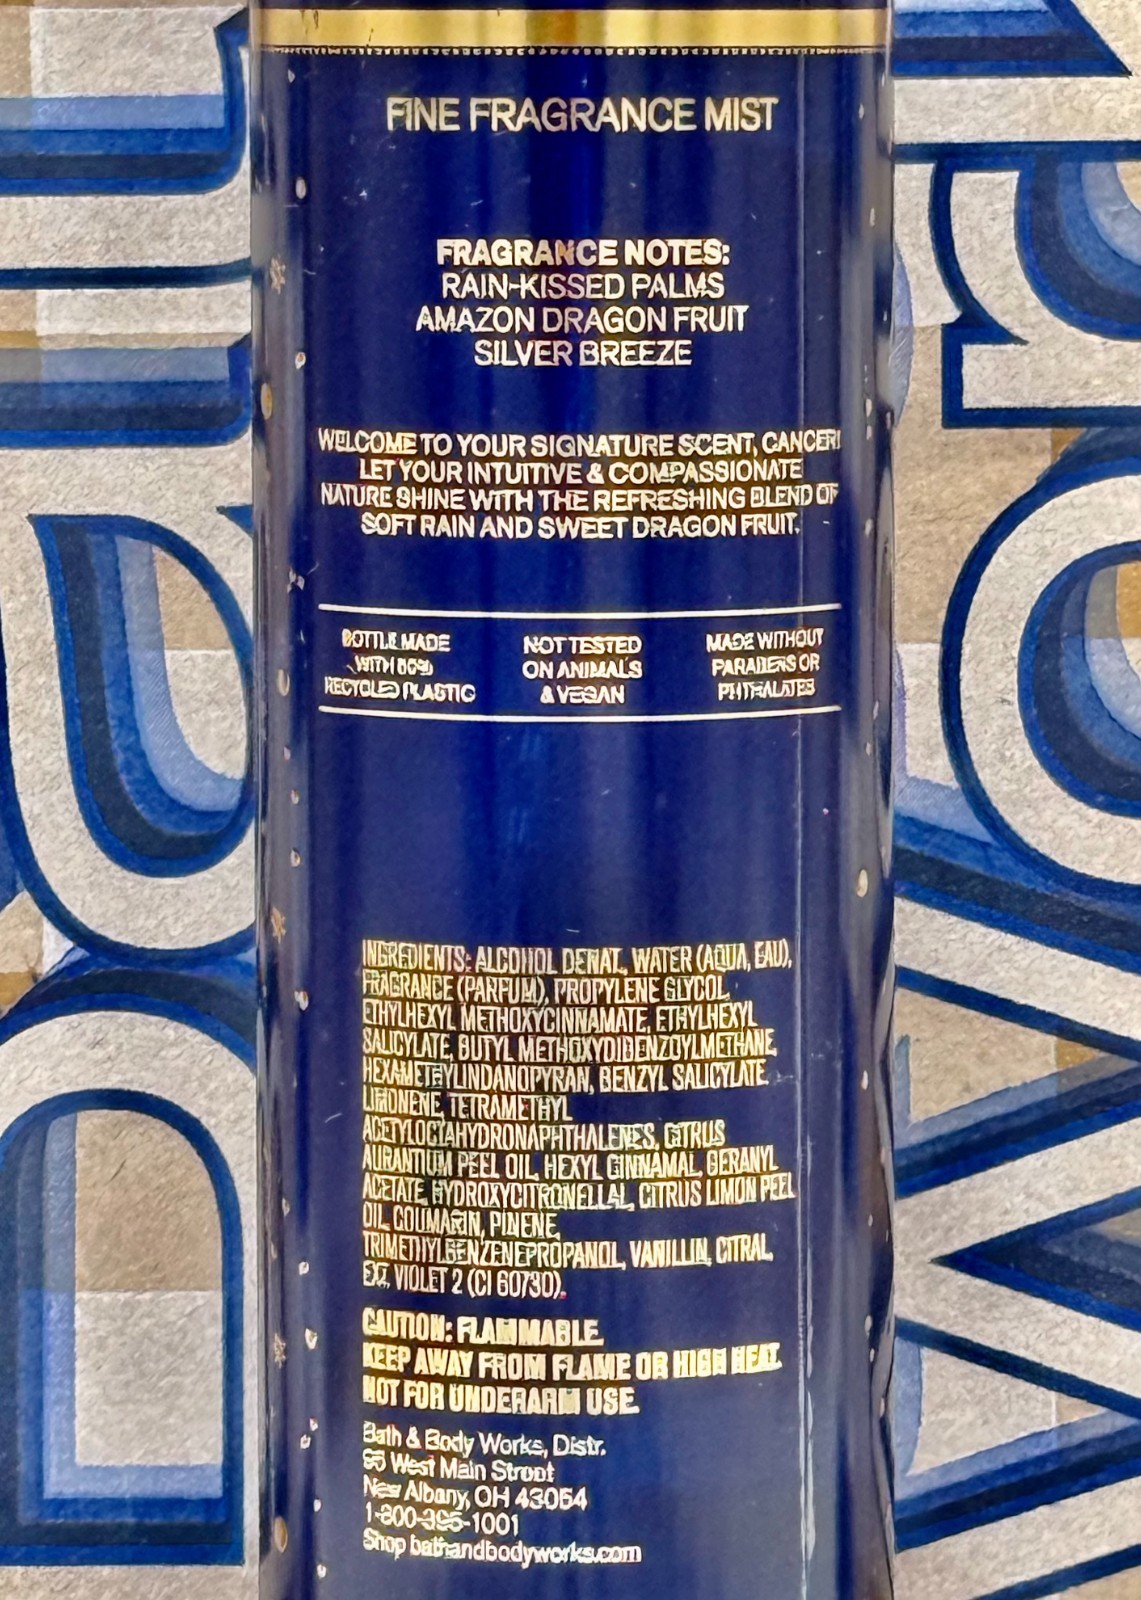 FINE FRAGRANCE MIST
FRAGRANCE NOTES:
RAIN-KISSED PALMS
AMAZON DRAGON FRUIT
SILVER BREEZE
WELCOME TO YOUR SIGNATURE SCENT, CANCER!
LET YOUR INTUITIVE & COMPASSIONATE
NATURE SHINE WITH THE REFRESHING BLEND OF
SOFT RAIN AND SWEET DRAGON FRUIT.
BOTTLE MADE
WITH
RECYCLED PLASTIC
NOT TESTED
ON ANIMALS
& VEGAN
MADE WITHOUT
PARABENS OR
PHTHALATES
INGREDIENTS: ALCOHOL DENAT., WATER (AQUA, EAU),
FRAGRANCE (PARFUM), PROPYLENE GLYCOL,
ETHYLHEXYL METHOXYCINNAMATE, ETHYLHEXYL
SALICYLATE, BUTYL METHOXYDIBENZOYLMETHANE,
HEXAMETHYLINDANOPYRAN, BENZYL SALICYLATE,
LIMONENE, TETRAMETHYL
ACETYLOCTAHYDRONAPHTHALENES, CITRUS
AURANTIUM PEEL OIL, HEXYL CINNAMAL, GERANYL
ACETATE, HYDROXYCITRONELLAL, CITRUS LIMON PEEL
OIL, COUMARIN, PINENE,
TRIMETHYLBENZENEPROPANOL, VANILLIN, CITRAL,
EXT. VIOLET 2 (CI 60730).
CAUTION: FLAMMABLE.
KEEP AWAY FROM FLAME OR HIGH HEAT.
NOT FOR UNDERARM USE.
Bath & Body Works, Distr.
95 West Main Street
New Albany, OH 43054
1-800-395-1001
Shop bathandbodyworks.com